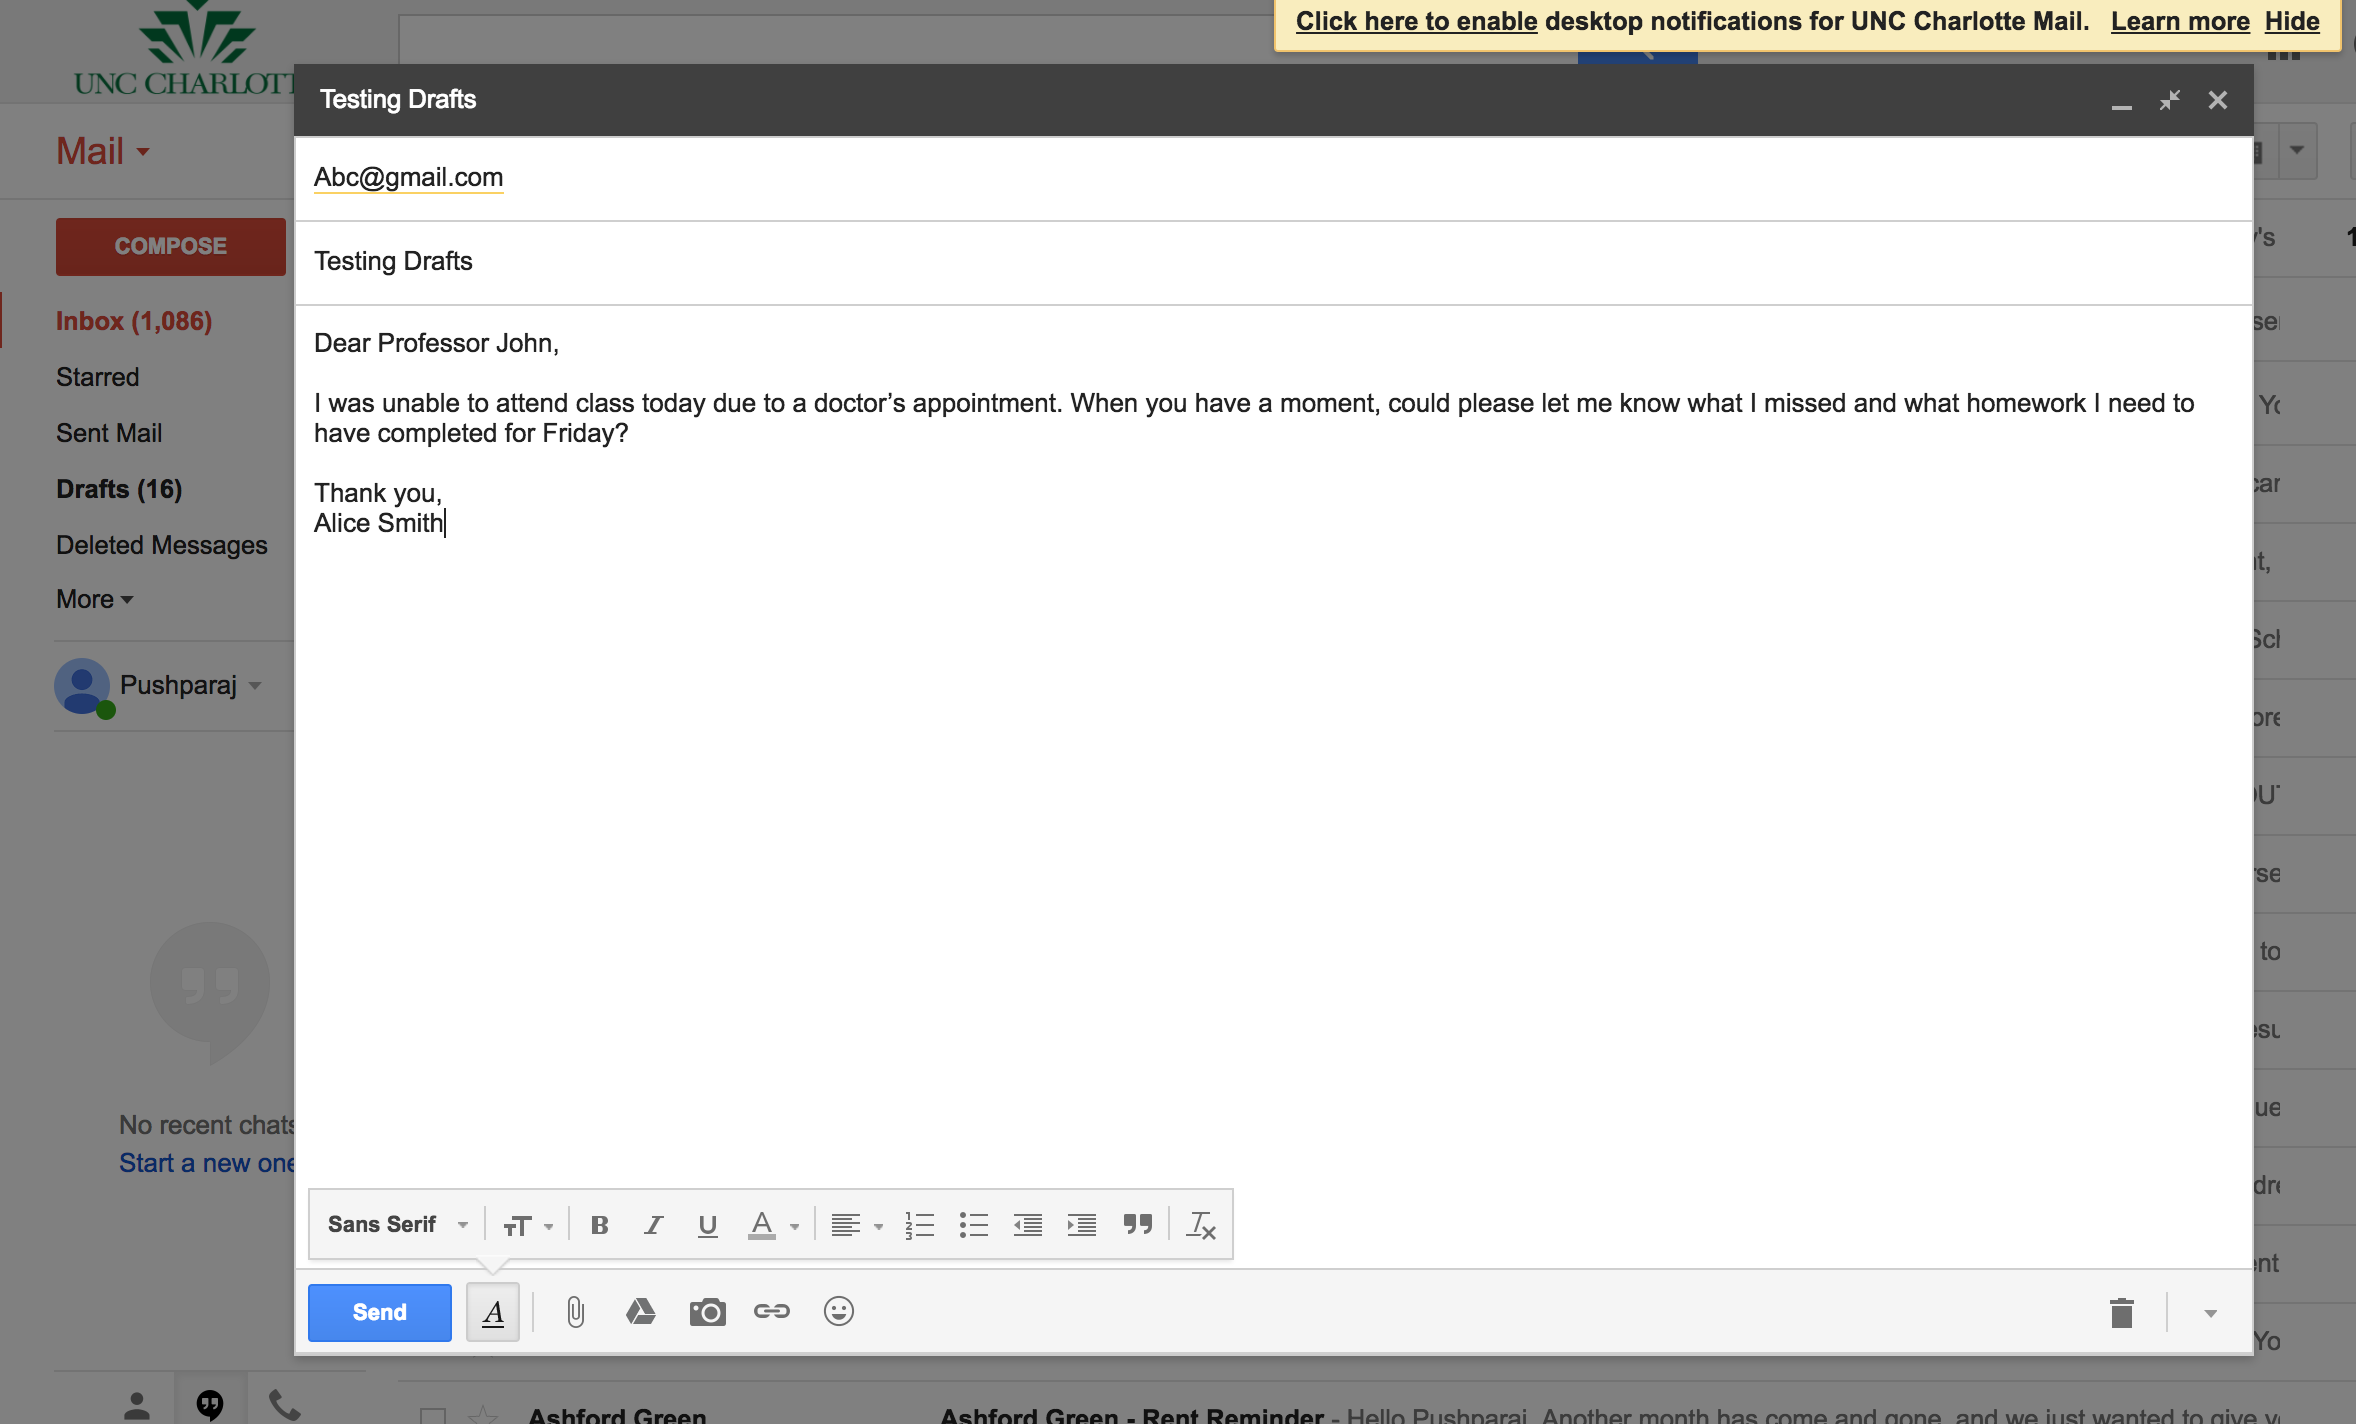 Click here to enable desktop notifications for UNC Charlotte Mail. Learn more Hide
UNC CHARLOTT
Testing Drafts
Mail
Abc@gmail.com
COMPOSE
Testing Drafts
Inbox (1,086)
Starred
Sent Mail
Drafts (16)
Deleted Messages
More
Pushparaj
Dear Professor John,
I was unable to attend class today due to a doctor’s appointment. When you have a moment, could please let me know what I missed and what homework I need to
have completed for Friday?
Thank you,
Alice Smith
No recent chats
Start a new one
Sans Serif
Send
Ashford Green Ashford Green - Rent Reminder - Hello Pushparaj, Another month has come and gone, and we just wanted to give